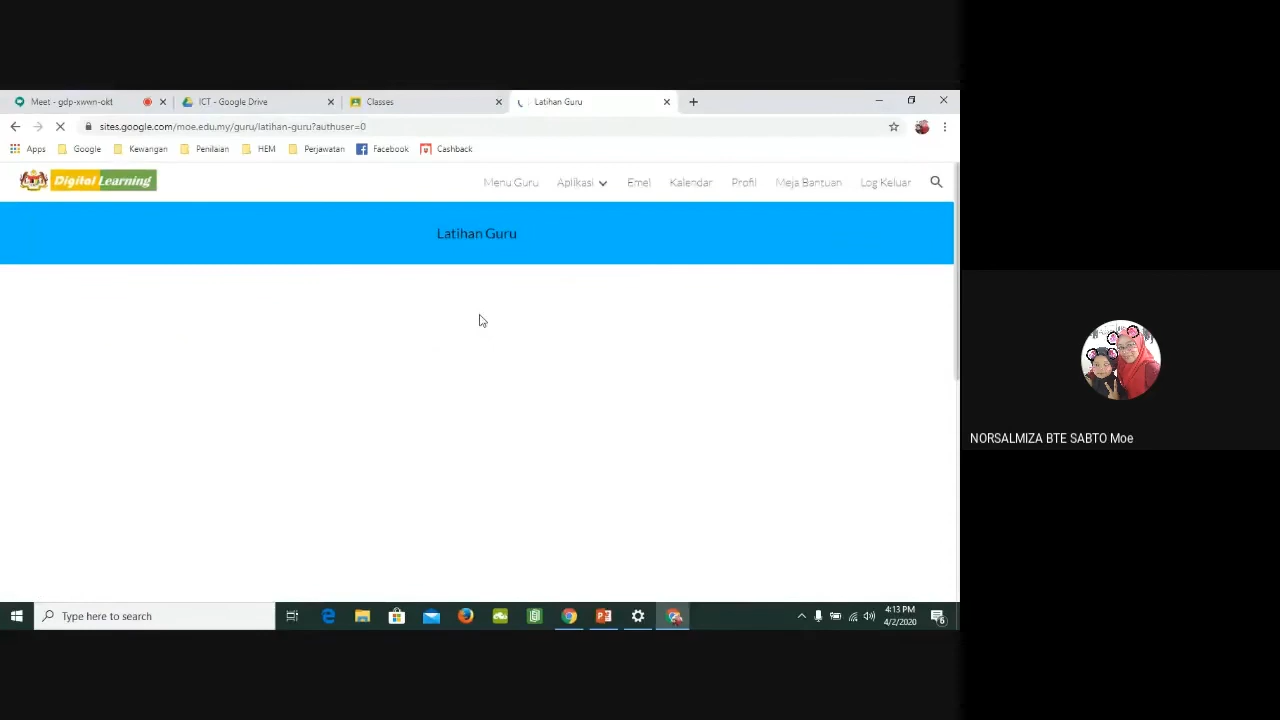 Meet - gdp-xwwn-okt
ICT - Google Drive
Classes
Latihan Guru
sites.google.com/moe.edu.my/guru/latihan-guru?authuser=0
Apps Google Kewangan Penilaian HEM Perjawatan Facebook Cashback
Digital Learning
Menu Guru Aplikasi Emel Kalendar Profil Meja Bantuan Log Keluar
Latihan Guru
NORSALMIZA BTE SABTO Moe
Type here to search
4:13 PM
4/2/2020
6